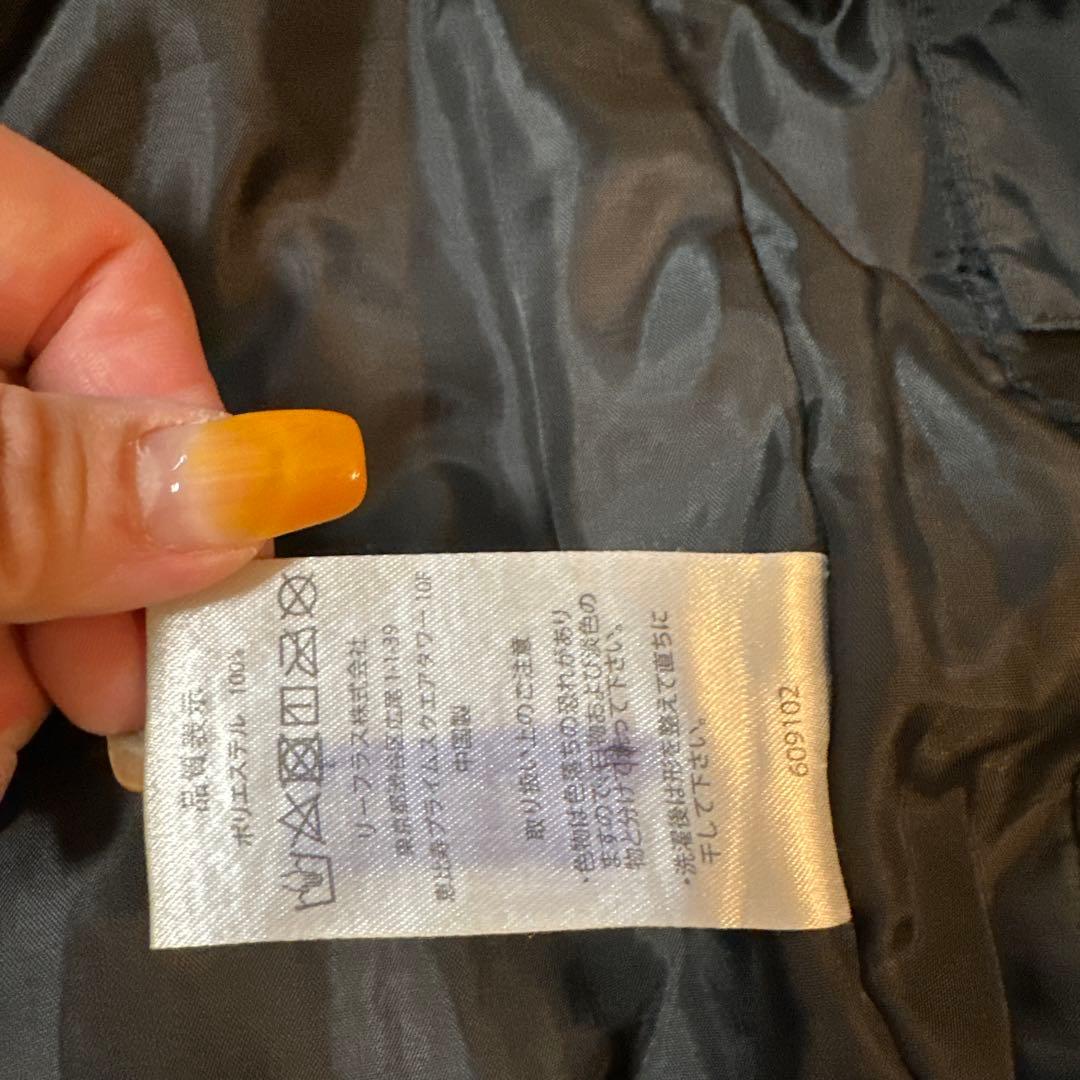 品質表示
ポリエステル 100%
リーフラス株式会社
東京都渋谷区広尾 1-1-39
恵比寿プライムスクエアタワー 10F
中国製
取り扱い上のご注意
・色物は色落ちの恐れがあり
ますので、白物および淡色の
物と分けて洗って下さい。
・洗濯後は形を整えて直ちに
干して下さい。
609102